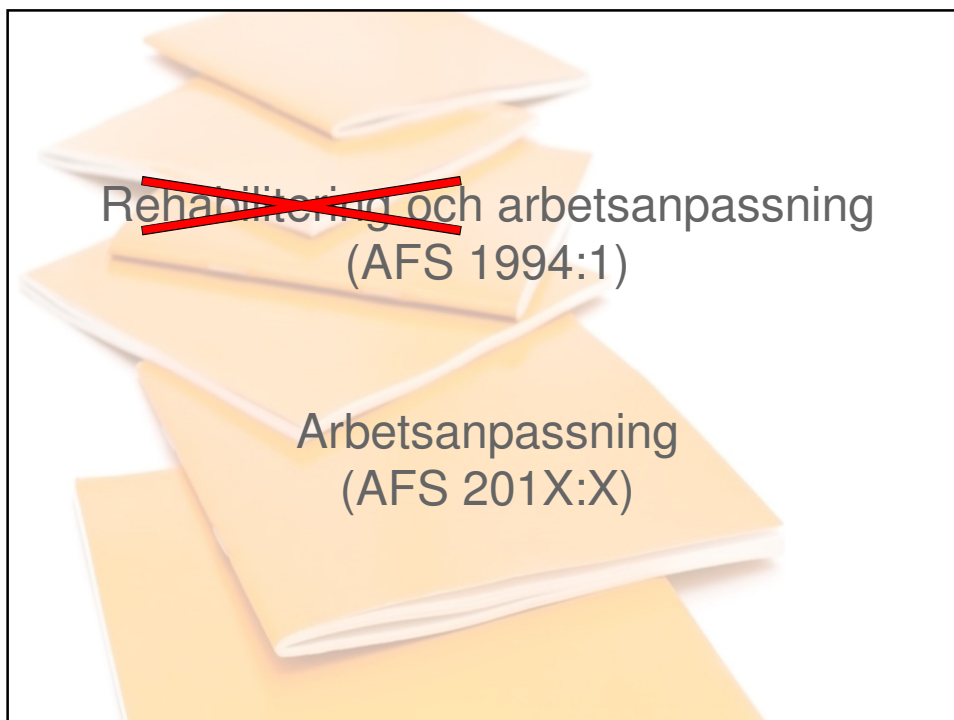 Rehabilitering och arbetsanpassning
(AFS 1994:1)
Arbetsanpassning
(AFS 201X:X)